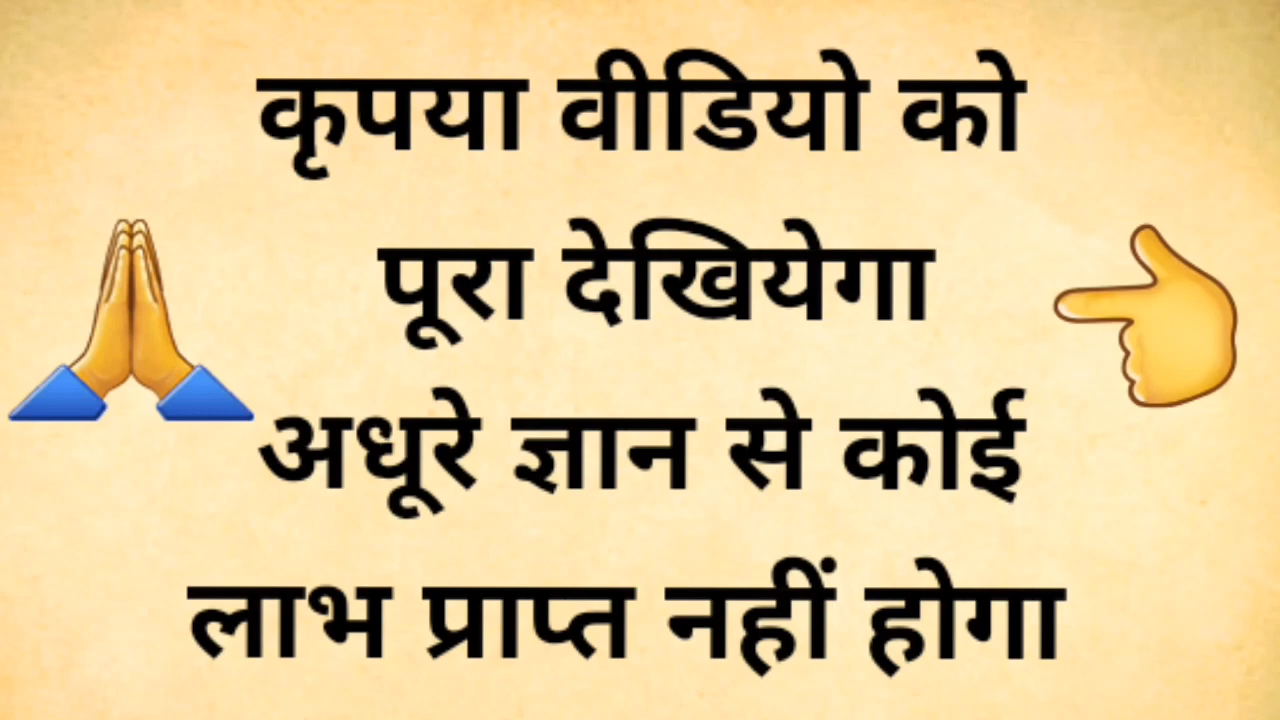 कृपया वीडियो को
पूरा देखियेगा
अधूरे ज्ञान से कोई
लाभ प्राप्त नहीं होगा